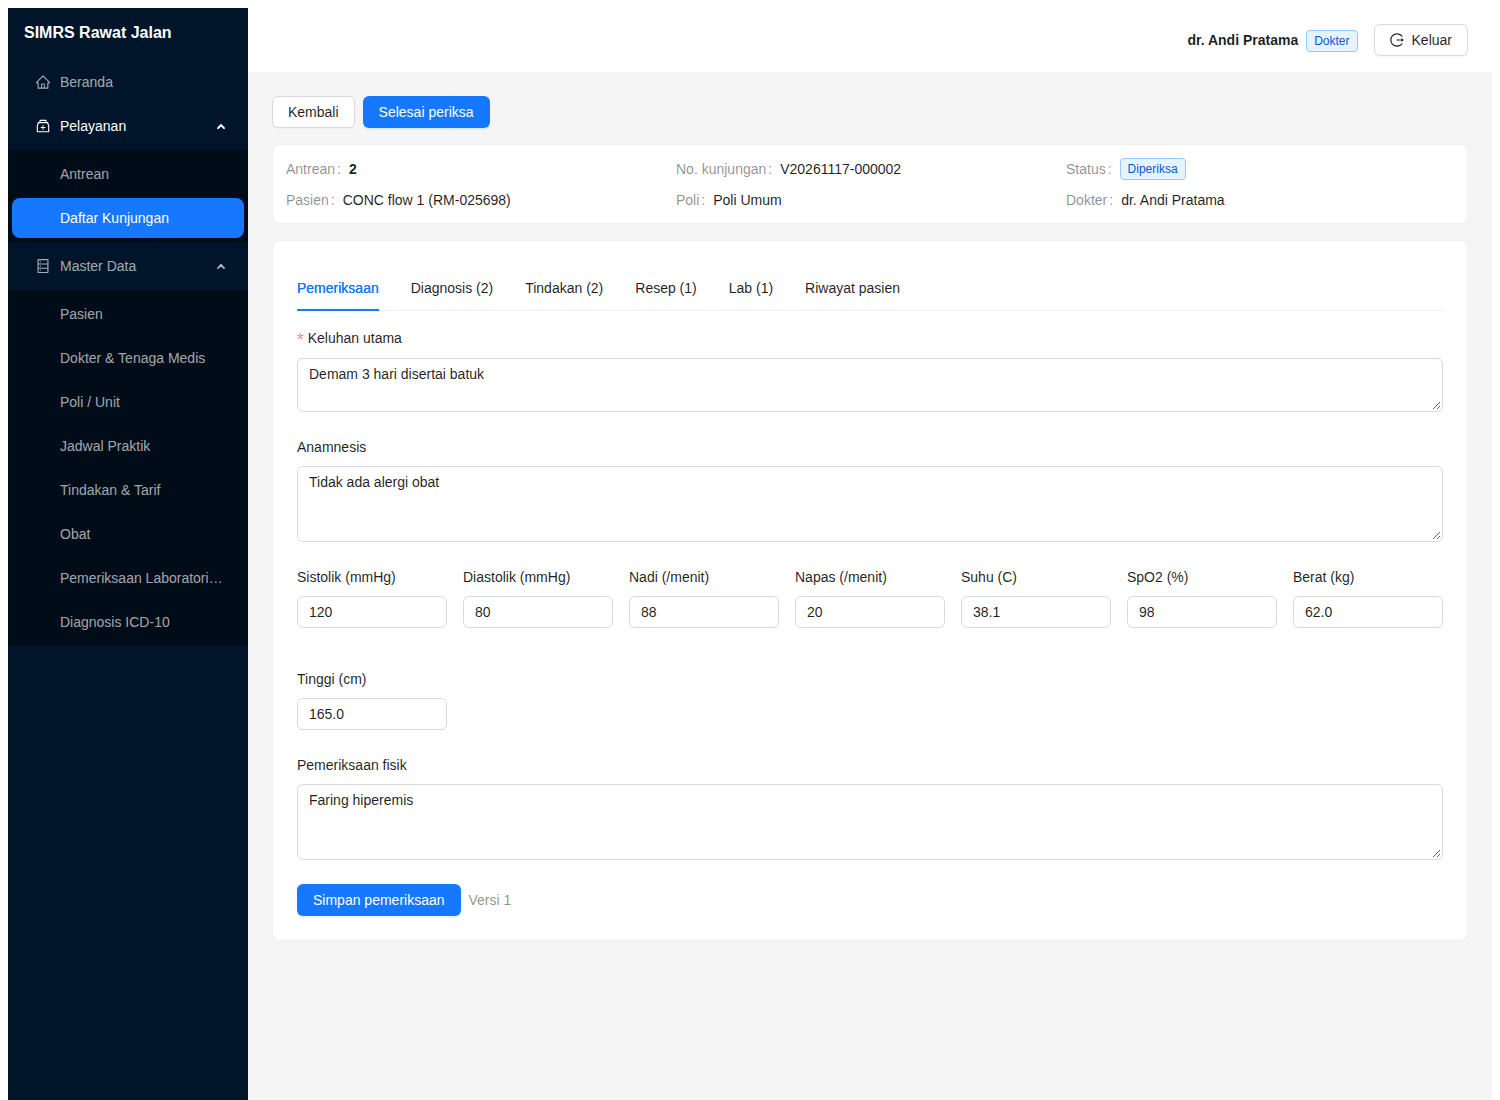 SIMRS Rawat Jalan
dr. Andi Pratama Dokter Keluar
Beranda
Pelayanan
Antrean
Daftar Kunjungan
Master Data
Pasien
Dokter & Tenaga Medis
Poli / Unit
Jadwal Praktik
Tindakan & Tarif
Obat
Pemeriksaan Laboratori…
Diagnosis ICD-10
Kembali Selesai periksa
Antrean : 2 No. kunjungan : V20261117-000002 Status : Diperiksa
Pasien : CONC flow 1 (RM-025698) Poli : Poli Umum Dokter : dr. Andi Pratama
Pemeriksaan Diagnosis (2) Tindakan (2) Resep (1) Lab (1) Riwayat pasien
* Keluhan utama
Demam 3 hari disertai batuk
Anamnesis
Tidak ada alergi obat
Sistolik (mmHg) Diastolik (mmHg) Nadi (/menit) Napas (/menit) Suhu (C) SpO2 (%) Berat (kg)
120 80 88 20 38.1 98 62.0
Tinggi (cm)
165.0
Pemeriksaan fisik
Faring hiperemis
Simpan pemeriksaan Versi 1